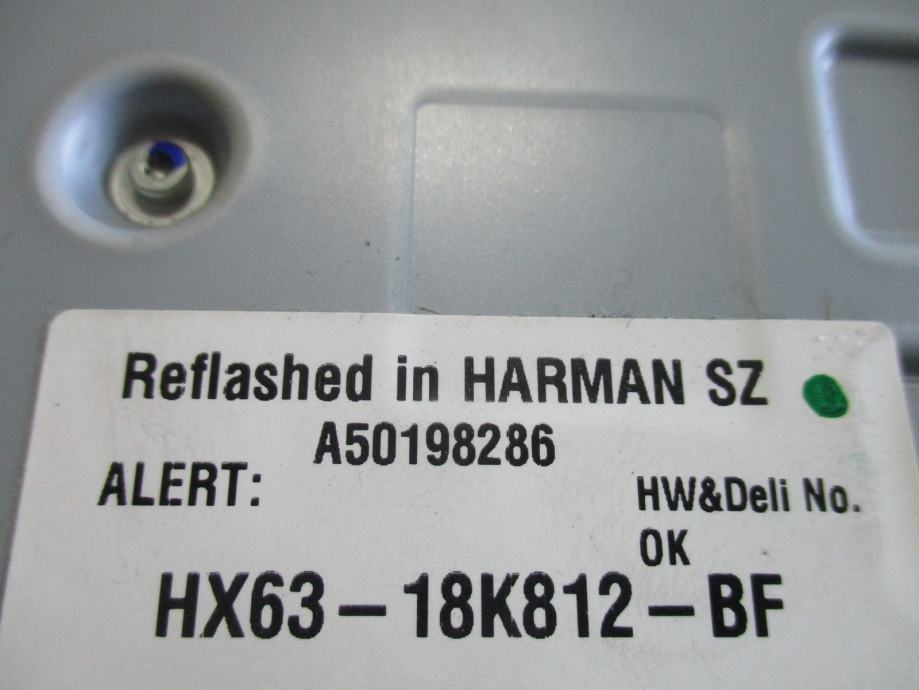 Reflashed in HARMAN SZ
A50198286
ALERT:
HW&Deli No.
OK
HX63-18K812-BF